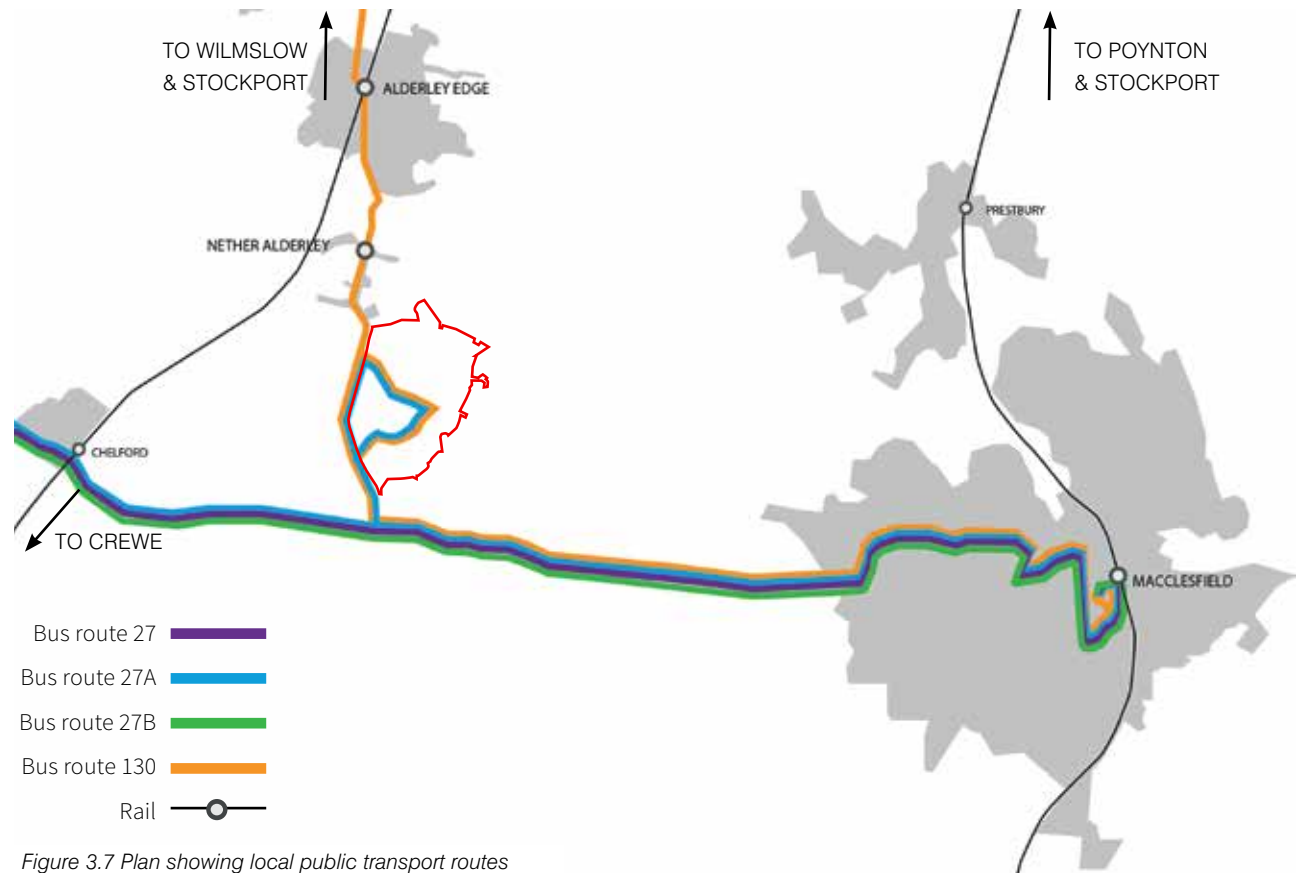 TO WILMSLOW
& STOCKPORT
ALDERLEY EDGE
TO POYNTON
& STOCKPORT
PRESTBURY
NETHER ALDERLEY
CHELFORD
TO CREWE
MACCLESFIELD
Bus route 27
Bus route 27A
Bus route 27B
Bus route 130
Rail
Figure 3.7 Plan showing local public transport routes